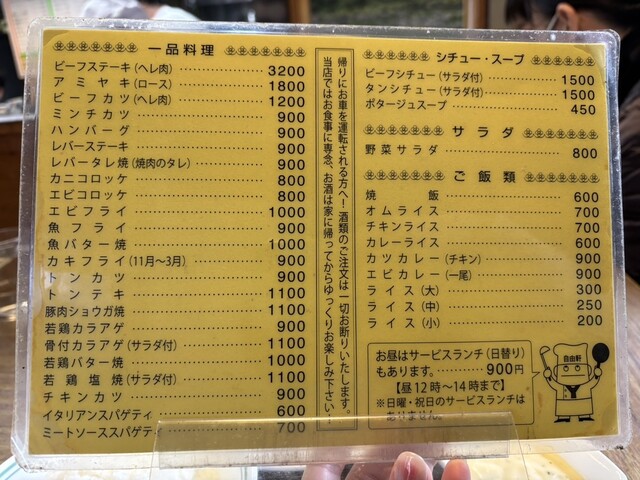 一品料理
ビーフステーキ(ヘレ肉) 3200
アミヤキ(ロース) 1800
ビーフカツ(ヘレ肉) 1200
ミンチカツ 900
ハンバーグ 900
レバーステーキ 900
レバータレ焼(焼肉のタレ) 900
カニコロッケ 800
エビコロッケ 800
エビフライ 1000
魚フライ 900
魚バター焼 1000
カキフライ(11月〜3月) 900
トンカツ 900
トンテキ 1100
豚肉ショウガ焼 1100
若鶏カラアゲ 900
骨付カラアゲ(サラダ付) 1100
若鶏バター焼 1000
若鶏塩焼(サラダ付) 1100
チキンカツ 900
イタリアンスパゲティ 600
ミートソーススパゲティ 700
帰りにお車を運転される方へ!酒類のご注文は一切お断りいたします。
当店ではお食事に専念、お酒は家に帰ってからゆっくりお楽しみ下さい…
シチュー・スープ
ビーフシチュー(サラダ付) 1500
タンシチュー(サラダ付) 1500
ポタージュスープ 450
サラダ
野菜サラダ 800
ご飯類
焼飯 600
オムライス 700
チキンライス 700
カレーライス 600
カツカレー(チキン) 900
エビカレー(一尾) 900
ライス(大) 300
ライス(中) 250
ライス(小) 200
お昼はサービスランチ(日替り)
もあります。 900円
【昼12時〜14時まで】
※日曜・祝日のサービスランチは
ありません。
自由軒